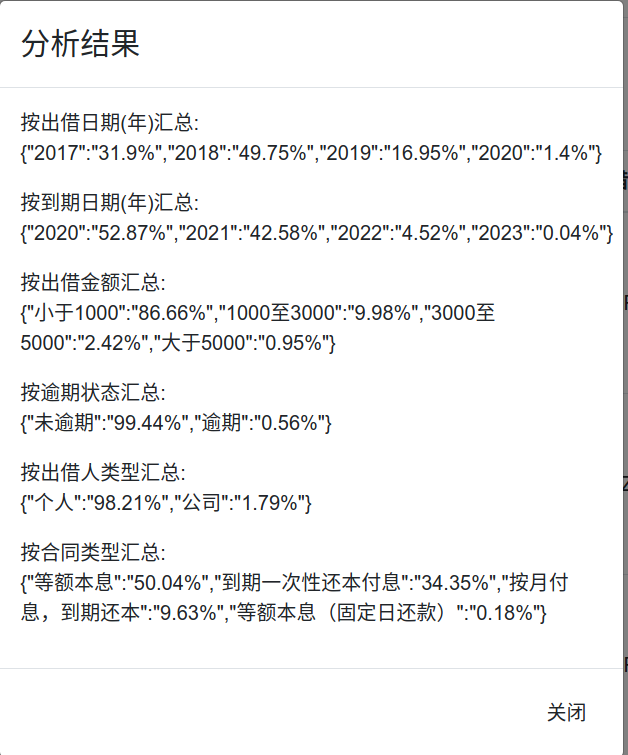 分析结果
按出借日期(年)汇总:
{"2017":"31.9%","2018":"49.75%","2019":"16.95%","2020":"1.4%"}
按到期日期(年)汇总:
{"2020":"52.87%","2021":"42.58%","2022":"4.52%","2023":"0.04%"}
按出借金额汇总:
{"小于1000":"86.66%","1000至3000":"9.98%","3000至
5000":"2.42%","大于5000":"0.95%"}
按逾期状态汇总:
{"未逾期":"99.44%","逾期":"0.56%"}
按出借人类型汇总:
{"个人":"98.21%","公司":"1.79%"}
按合同类型汇总:
{"等额本息":"50.04%","到期一次性还本付息":"34.35%","按月付
息，到期还本":"9.63%","等额本息（固定日还款）":"0.18%"}
关闭